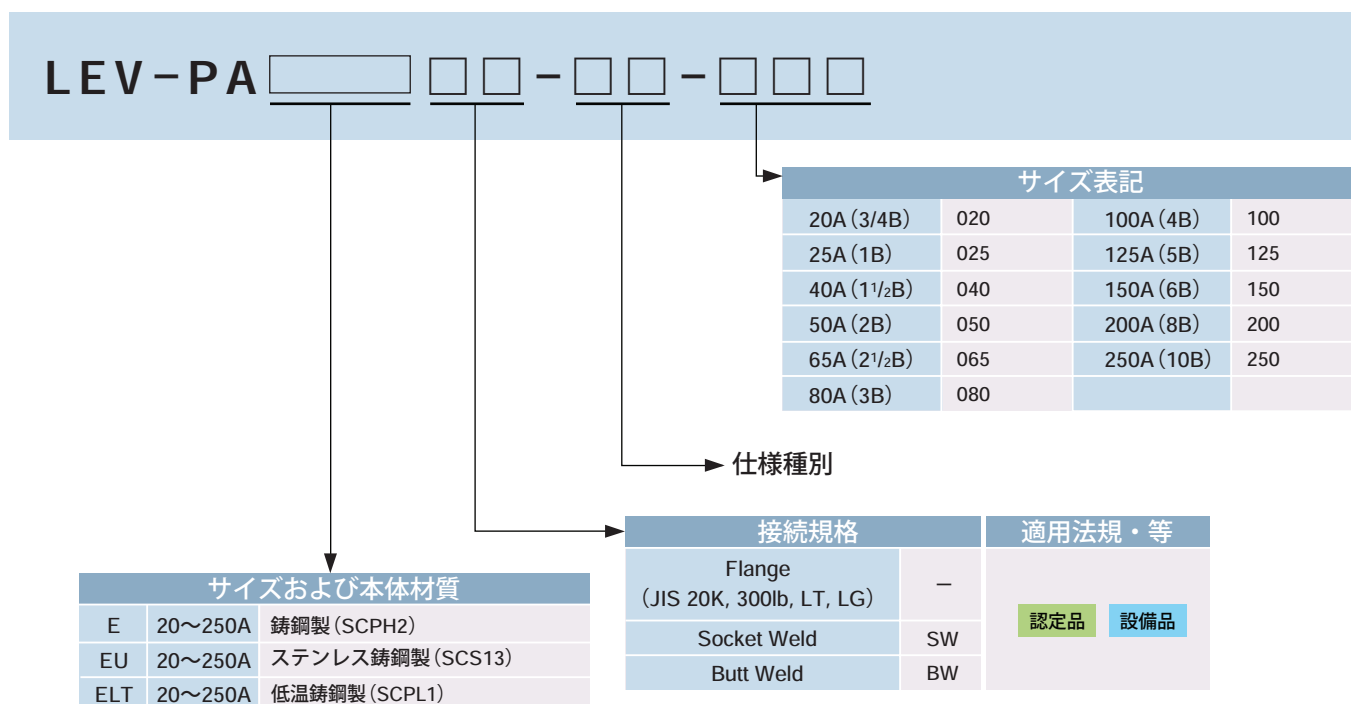 LEV-PA□ □□-□□-□□□
サイズ表記
20A(3/4B) 020 100A(4B) 100
25A(1B) 025 125A(5B) 125
40A(1 1/2B) 040 150A(6B) 150
50A(2B) 050 200A(8B) 200
65A(2 1/2B) 065 250A(10B) 250
80A(3B) 080
仕様種別
接続規格 適用法規・等
Flange
(JIS 20K, 300lb, LT, LG) −
Socket Weld SW
Butt Weld BW
認定品 設備品
サイズおよび本体材質
E 20〜250A 鋳鋼製(SCPH2)
EU 20〜250A ステンレス鋳鋼製(SCS13)
ELT 20〜250A 低温鋳鋼製(SCPL1)